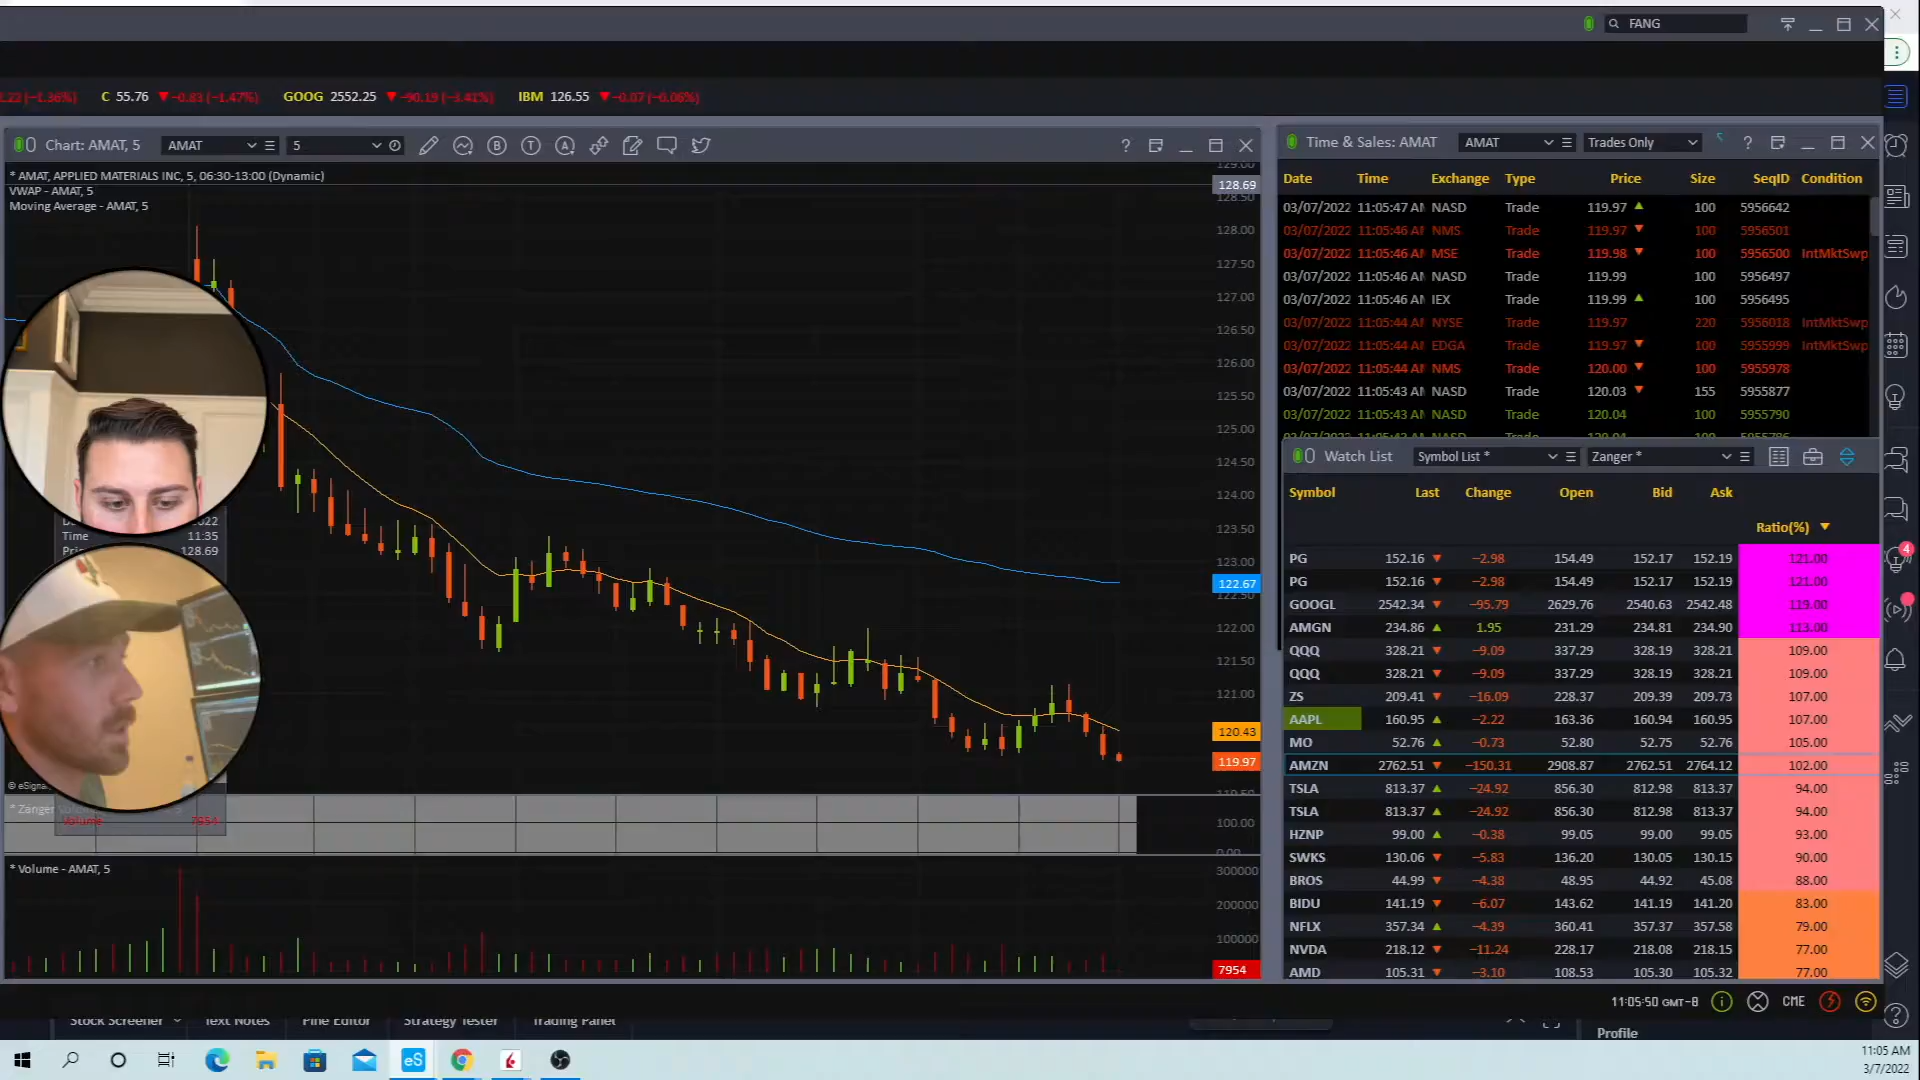 FANG
1.22 (-1.36%) C 55.76 ▼-0.83 (-1.47%) GOOG 2552.25 ▼-90.19 (-3.41%) IBM 126.55 ▼-0.07 (-0.06%)
Chart: AMAT, 5 AMAT 5
* AMAT, APPLIED MATERIALS INC, 5, 06:30-13:00 (Dynamic)
VWAP - AMAT, 5
Moving Average - AMAT, 5
129.00
128.69
128.50
128.00
127.50
127.00
126.50
126.00
125.50
125.00
124.50
124.00
123.50
123.00
122.67
122.50
122.00
121.50
121.00
120.43
119.97
119.50
2022
Time 11:35
128.69
© eSignal
* Zanger
Volume 7954
100.00
0.00
* Volume - AMAT, 5
300000
200000
100000
7954
Time & Sales: AMAT AMAT Trades Only
Date Time Exchange Type Price Size SeqID Condition
03/07/2022 11:05:47 AM NASD Trade 119.97 ▲ 100 5956642
03/07/2022 11:05:46 AM NMS Trade 119.97 ▼ 100 5956501
03/07/2022 11:05:46 AM MSE Trade 119.98 ▼ 100 5956500 IntMktSwp
03/07/2022 11:05:46 AM NASD Trade 119.99 100 5956497
03/07/2022 11:05:46 AM IEX Trade 119.99 ▲ 100 5956495
03/07/2022 11:05:44 AM NYSE Trade 119.97 220 5956018 IntMktSwp
03/07/2022 11:05:44 AM EDGA Trade 119.97 ▼ 100 5955999 IntMktSwp
03/07/2022 11:05:44 AM NMS Trade 120.00 ▼ 100 5955978
03/07/2022 11:05:43 AM NASD Trade 120.03 ▼ 155 5955877
03/07/2022 11:05:43 AM NASD Trade 120.04 100 5955790
Watch List Symbol List * Zanger *
Symbol Last Change Open Bid Ask
Ratio(%) ▼
PG 152.16 ▼ -2.98 154.49 152.17 152.19 121.00
PG 152.16 ▼ -2.98 154.49 152.17 152.19 121.00
GOOGL 2542.34 ▼ -95.79 2629.76 2540.63 2542.48 119.00
AMGN 234.86 ▲ 1.95 231.29 234.81 234.90 113.00
QQQ 328.21 ▼ -9.09 337.29 328.19 328.21 109.00
QQQ 328.21 ▼ -9.09 337.29 328.19 328.21 109.00
ZS 209.41 ▼ -16.09 228.37 209.39 209.73 107.00
AAPL 160.95 ▲ -2.22 163.36 160.94 160.95 107.00
MO 52.76 ▲ -0.73 52.80 52.75 52.76 105.00
AMZN 2762.51 ▼ -150.31 2908.87 2762.51 2764.12 102.00
TSLA 813.37 ▲ -24.92 856.30 812.98 813.37 94.00
TSLA 813.37 ▲ -24.92 856.30 812.98 813.37 94.00
HZNP 99.00 ▲ -0.38 99.05 99.00 99.05 93.00
SWKS 130.06 ▼ -5.83 136.20 130.05 130.15 90.00
BROS 44.99 ▼ -4.38 48.95 44.92 45.08 88.00
BIDU 141.19 ▼ -6.07 143.62 141.19 141.20 83.00
NFLX 357.34 ▲ -4.39 360.41 357.37 357.58 79.00
NVDA 218.12 ▼ -11.24 228.17 218.08 218.15 77.00
AMD 105.31 ▼ -3.10 108.53 105.30 105.32 77.00
4
11:05:50 GMT-8 CME
Stock Screener Text Notes Pine Editor Strategy Tester Trading Panel Profile
eS
11:05 AM
3/7/2022